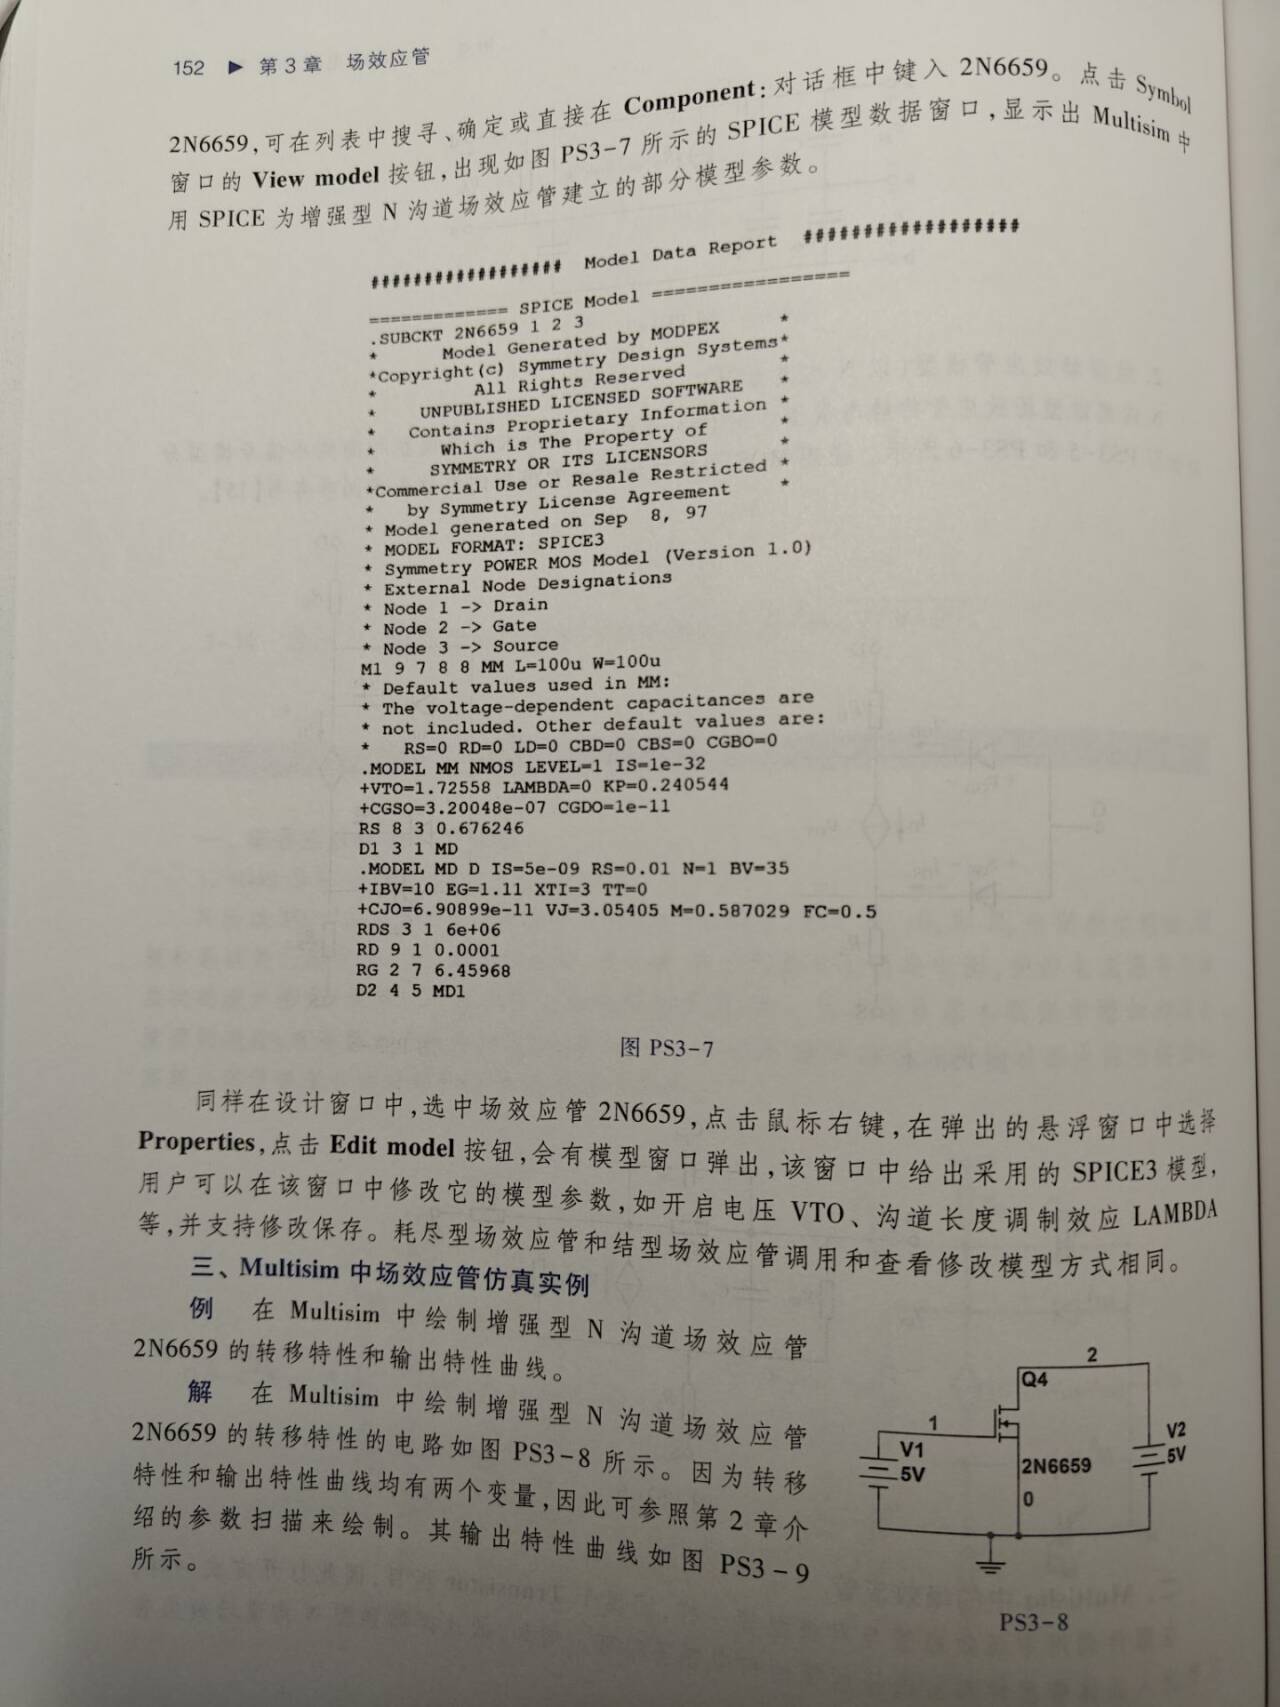 152 ▶ 第3章 场效应管
2N6659,可在列表中搜寻、确定或直接在 Component:对话框中键入 2N6659。点击 Symbol
窗口的 View model 按钮,出现如图 PS3-7 所示的 SPICE 模型数据窗口,显示出 Multisim 中
用 SPICE 为增强型 N 沟道场效应管建立的部分模型参数。
################## Model Data Report ##################
============= SPICE Model =================
.SUBCKT 2N6659 1 2 3
* Model Generated by MODPEX *
*Copyright(c) Symmetry Design Systems*
* All Rights Reserved *
* UNPUBLISHED LICENSED SOFTWARE *
* Contains Proprietary Information *
* Which is The Property of *
* SYMMETRY OR ITS LICENSORS *
*Commercial Use or Resale Restricted *
* by Symmetry License Agreement *
* Model generated on Sep 8, 97
* MODEL FORMAT: SPICE3
* Symmetry POWER MOS Model (Version 1.0)
* External Node Designations
* Node 1 -> Drain
* Node 2 -> Gate
* Node 3 -> Source
M1 9 7 8 8 MM L=100u W=100u
* Default values used in MM:
* The voltage-dependent capacitances are
* not included. Other default values are:
* RS=0 RD=0 LD=0 CBD=0 CBS=0 CGBO=0
.MODEL MM NMOS LEVEL=1 IS=1e-32
+VTO=1.72558 LAMBDA=0 KP=0.240544
+CGSO=3.20048e-07 CGDO=1e-11
RS 8 3 0.676246
D1 3 1 MD
.MODEL MD D IS=5e-09 RS=0.01 N=1 BV=35
+IBV=10 EG=1.11 XTI=3 TT=0
+CJO=6.90899e-11 VJ=3.05405 M=0.587029 FC=0.5
RDS 3 1 6e+06
RD 9 1 0.0001
RG 2 7 6.45968
D2 4 5 MD1
图 PS3-7
同样在设计窗口中,选中场效应管 2N6659,点击鼠标右键,在弹出的悬浮窗口中选择
Properties,点击 Edit model 按钮,会有模型窗口弹出,该窗口中给出采用的 SPICE3 模型,
用户可以在该窗口中修改它的模型参数,如开启电压 VTO、沟道长度调制效应 LAMBDA
等,并支持修改保存。耗尽型场效应管和结型场效应管调用和查看修改模型方式相同。
三、Multisim 中场效应管仿真实例
例 在 Multisim 中绘制增强型 N 沟道场效应管
2N6659 的转移特性和输出特性曲线。
解 在 Multisim 中绘制增强型 N 沟道场效应管
2N6659 的转移特性的电路如图 PS3-8 所示。因为转移
特性和输出特性曲线均有两个变量,因此可参照第 2 章介
绍的参数扫描来绘制。其输出特性曲线如图 PS3-9
所示。
2
Q4
1
V1
5V
2N6659
0
V2
5V
PS3-8